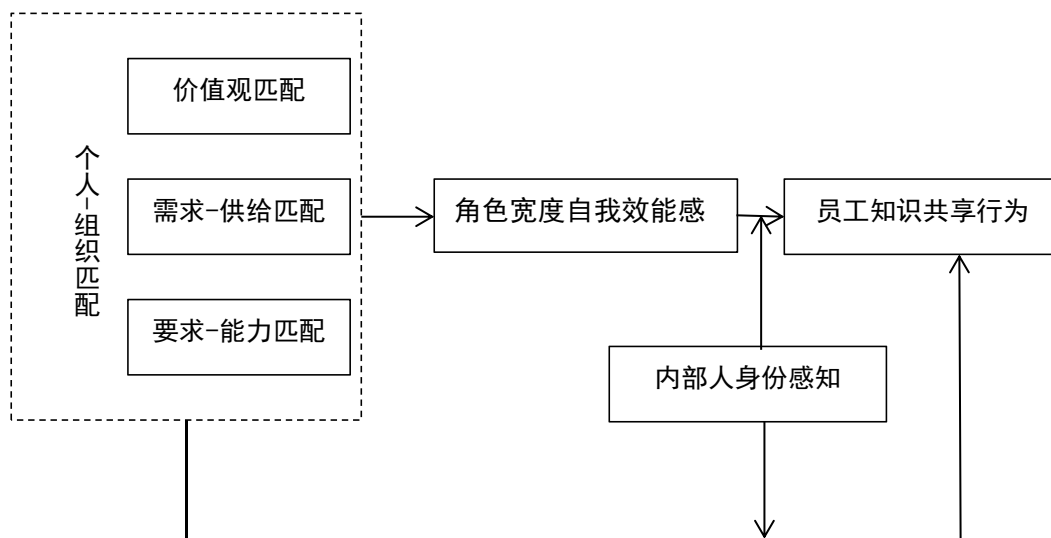 价值观匹配
个人-组织匹配
需求-供给匹配
角色宽度自我效能感
员工知识共享行为
要求-能力匹配
内部人身份感知